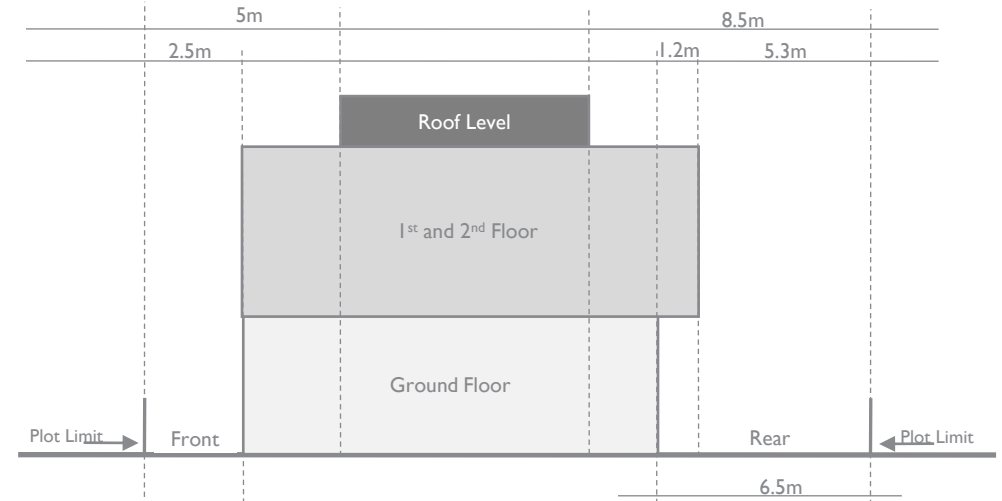 5m
8.5m
2.5m
1.2m
5.3m
Roof Level
1st and 2nd Floor
Ground Floor
Plot Limit
Front
Rear
Plot Limit
6.5m